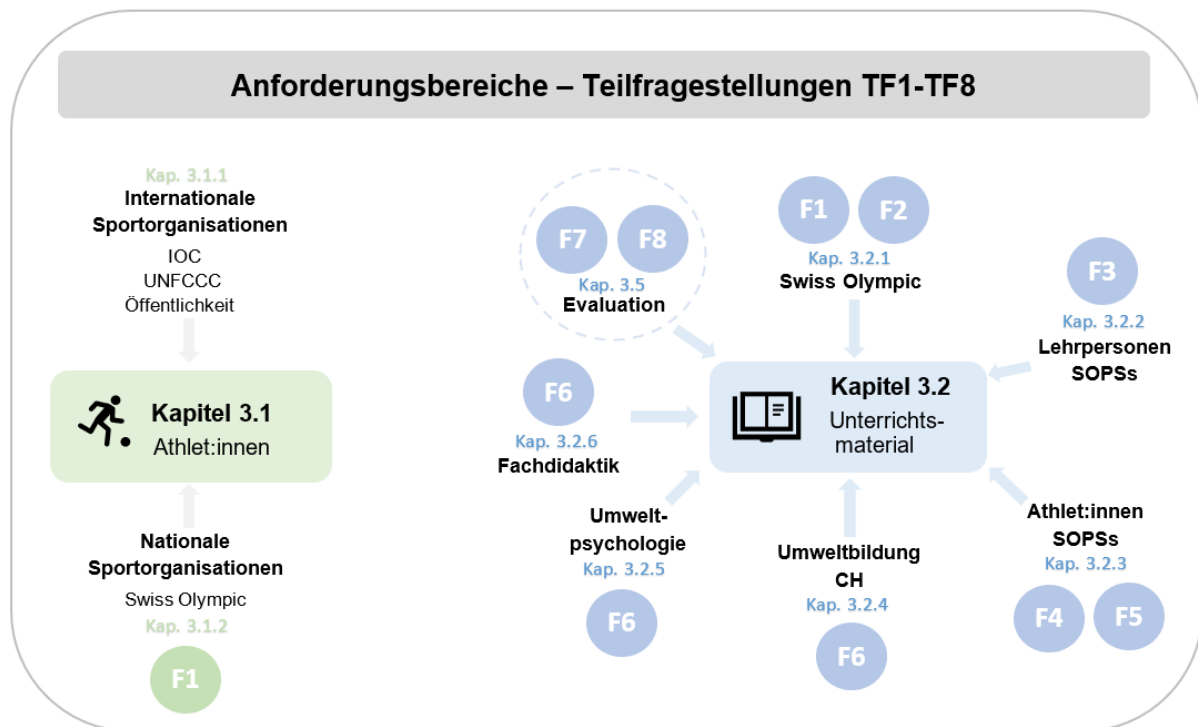 Anforderungsbereiche – Teilfragestellungen TF1-TF8
Kap. 3.1.1
Internationale
Sportorganisationen
IOC
UNFCCC
Öffentlichkeit
Kapitel 3.1
Athlet:innen
Nationale
Sportorganisationen
Swiss Olympic
Kap. 3.1.2
F1
F7 F8
Kap. 3.5
Evaluation
F1 F2
Kap. 3.2.1
Swiss Olympic
F3
Kap. 3.2.2
Lehrpersonen
SOPSs
F6
Kap. 3.2.6
Fachdidaktik
Kapitel 3.2
Unterrichts-
material
Umwelt-
psychologie
Kap. 3.2.5
F6
Umweltbildung
CH
Kap. 3.2.4
F6
Athlet:innen
SOPSs
Kap. 3.2.3
F4 F5